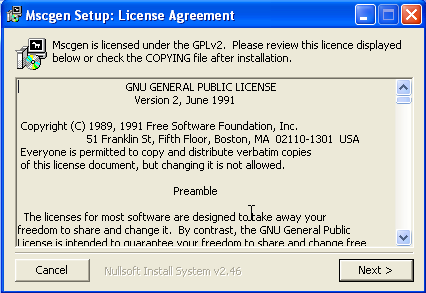 Mscgen Setup: License Agreement
Mscgen is licensed under the GPLv2. Please review this licence displayed
below or check the COPYING file after installation.
GNU GENERAL PUBLIC LICENSE
Version 2, June 1991
Copyright (C) 1989, 1991 Free Software Foundation, Inc.
51 Franklin St, Fifth Floor, Boston, MA 02110-1301 USA
Everyone is permitted to copy and distribute verbatim copies
of this license document, but changing it is not allowed.
Preamble
The licenses for most software are designed to take away your
freedom to share and change it. By contrast, the GNU General Public
License is intended to guarantee your freedom to share and change free
Cancel
Nullsoft Install System v2.46
Next >